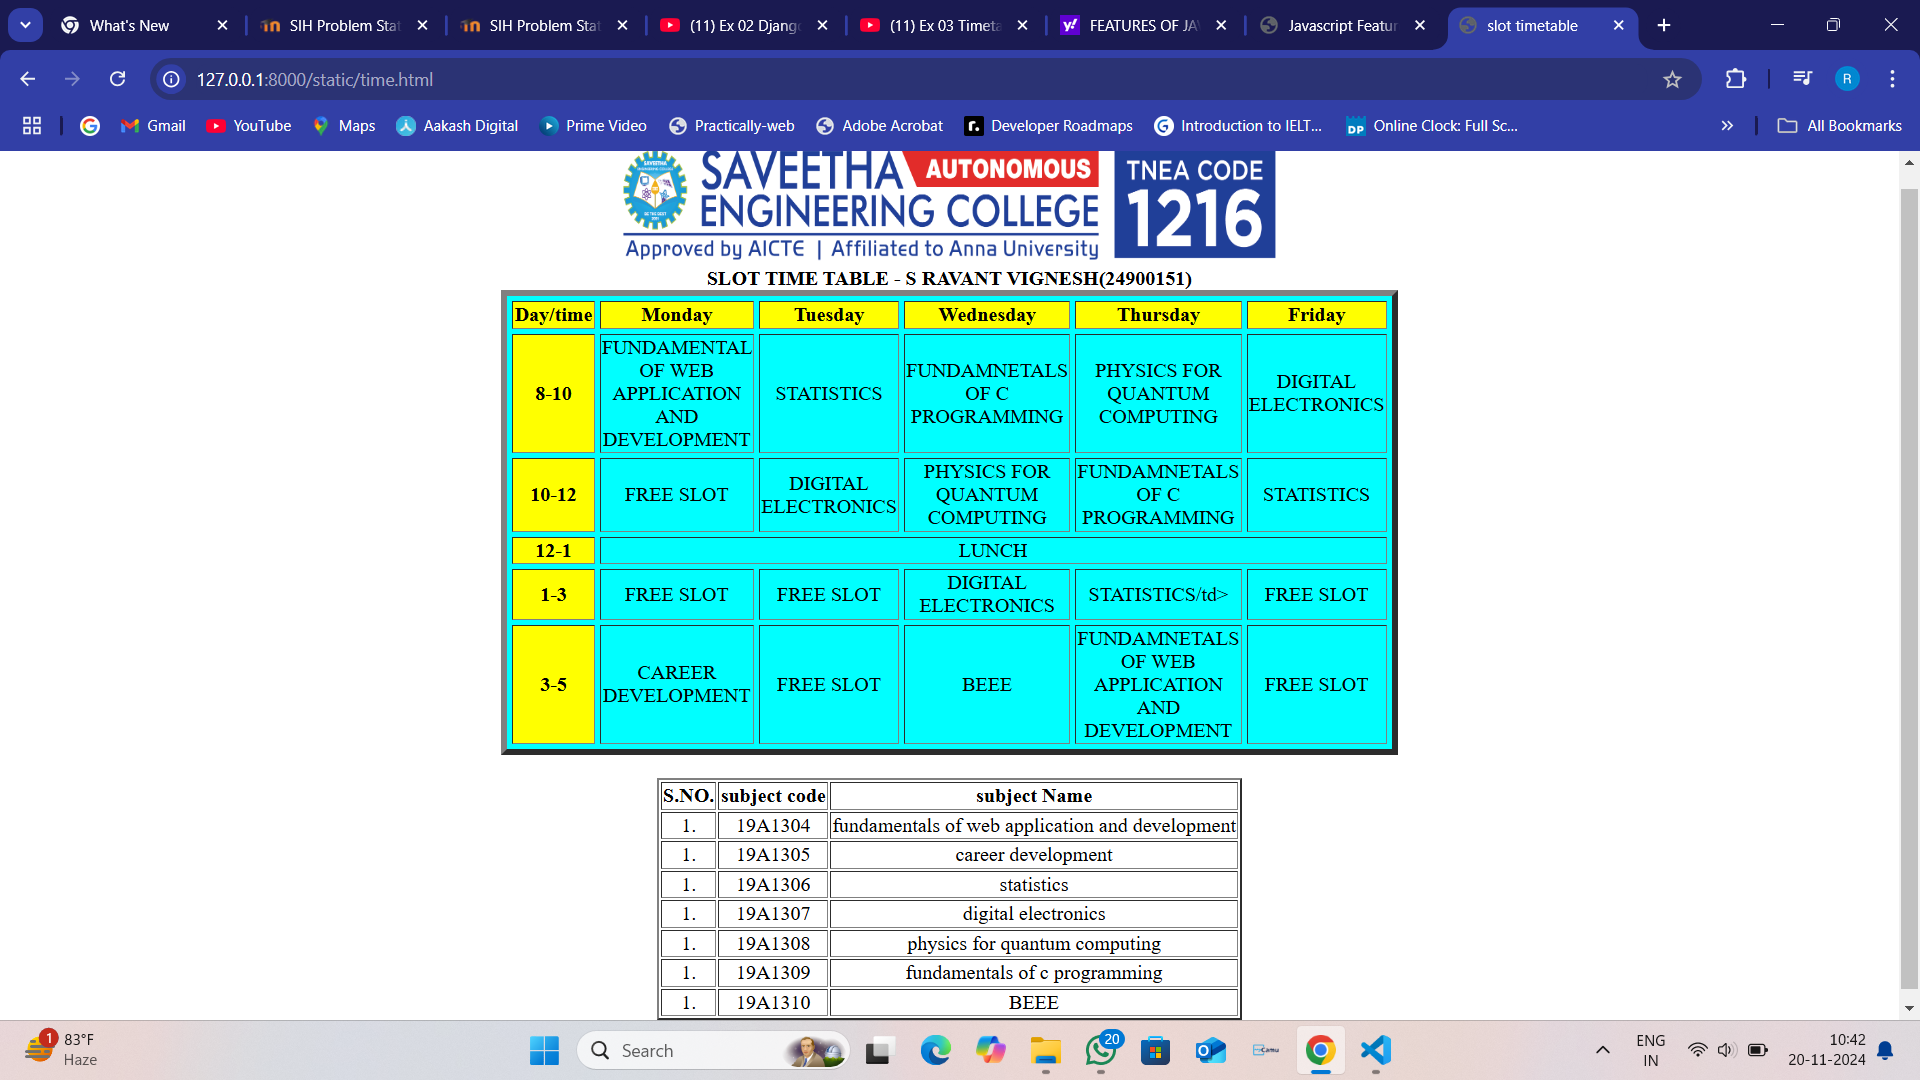 What's New
SIH Problem Stat
SIH Problem Stat
(11) Ex 02 Djang
(11) Ex 03 Timeta
FEATURES OF JA
Javascript Featur
slot timetable
127.0.0.1:8000/static/time.html
R
Gmail
YouTube
Maps
Aakash Digital
Prime Video
Practically-web
Adobe Acrobat
Developer Roadmaps
Introduction to IELT...
DP Online Clock: Full Sc...
All Bookmarks
SAVEETHA AUTONOMOUS
ENGINEERING COLLEGE
Approved by AICTE | Affiliated to Anna University
TNEA CODE
1216
SLOT TIME TABLE - S RAVANT VIGNESH(24900151)
Day/time Monday Tuesday Wednesday Thursday Friday
8-10
FUNDAMENTAL
OF WEB
APPLICATION
AND
DEVELOPMENT
STATISTICS
FUNDAMNETALS
OF C
PROGRAMMING
PHYSICS FOR
QUANTUM
COMPUTING
DIGITAL
ELECTRONICS
10-12
FREE SLOT
DIGITAL
ELECTRONICS
PHYSICS FOR
QUANTUM
COMPUTING
FUNDAMNETALS
OF C
PROGRAMMING
STATISTICS
12-1 LUNCH
1-3
FREE SLOT
FREE SLOT
DIGITAL
ELECTRONICS
STATISTICS/td>
FREE SLOT
3-5
CAREER
DEVELOPMENT
FREE SLOT
BEEE
FUNDAMNETALS
OF WEB
APPLICATION
AND
DEVELOPMENT
FREE SLOT
S.NO. subject code subject Name
1. 19A1304 fundamentals of web application and development
1. 19A1305 career development
1. 19A1306 statistics
1. 19A1307 digital electronics
1. 19A1308 physics for quantum computing
1. 19A1309 fundamentals of c programming
1. 19A1310 BEEE
1
83°F
Haze
Search
20
ENG
IN
10:42
20-11-2024